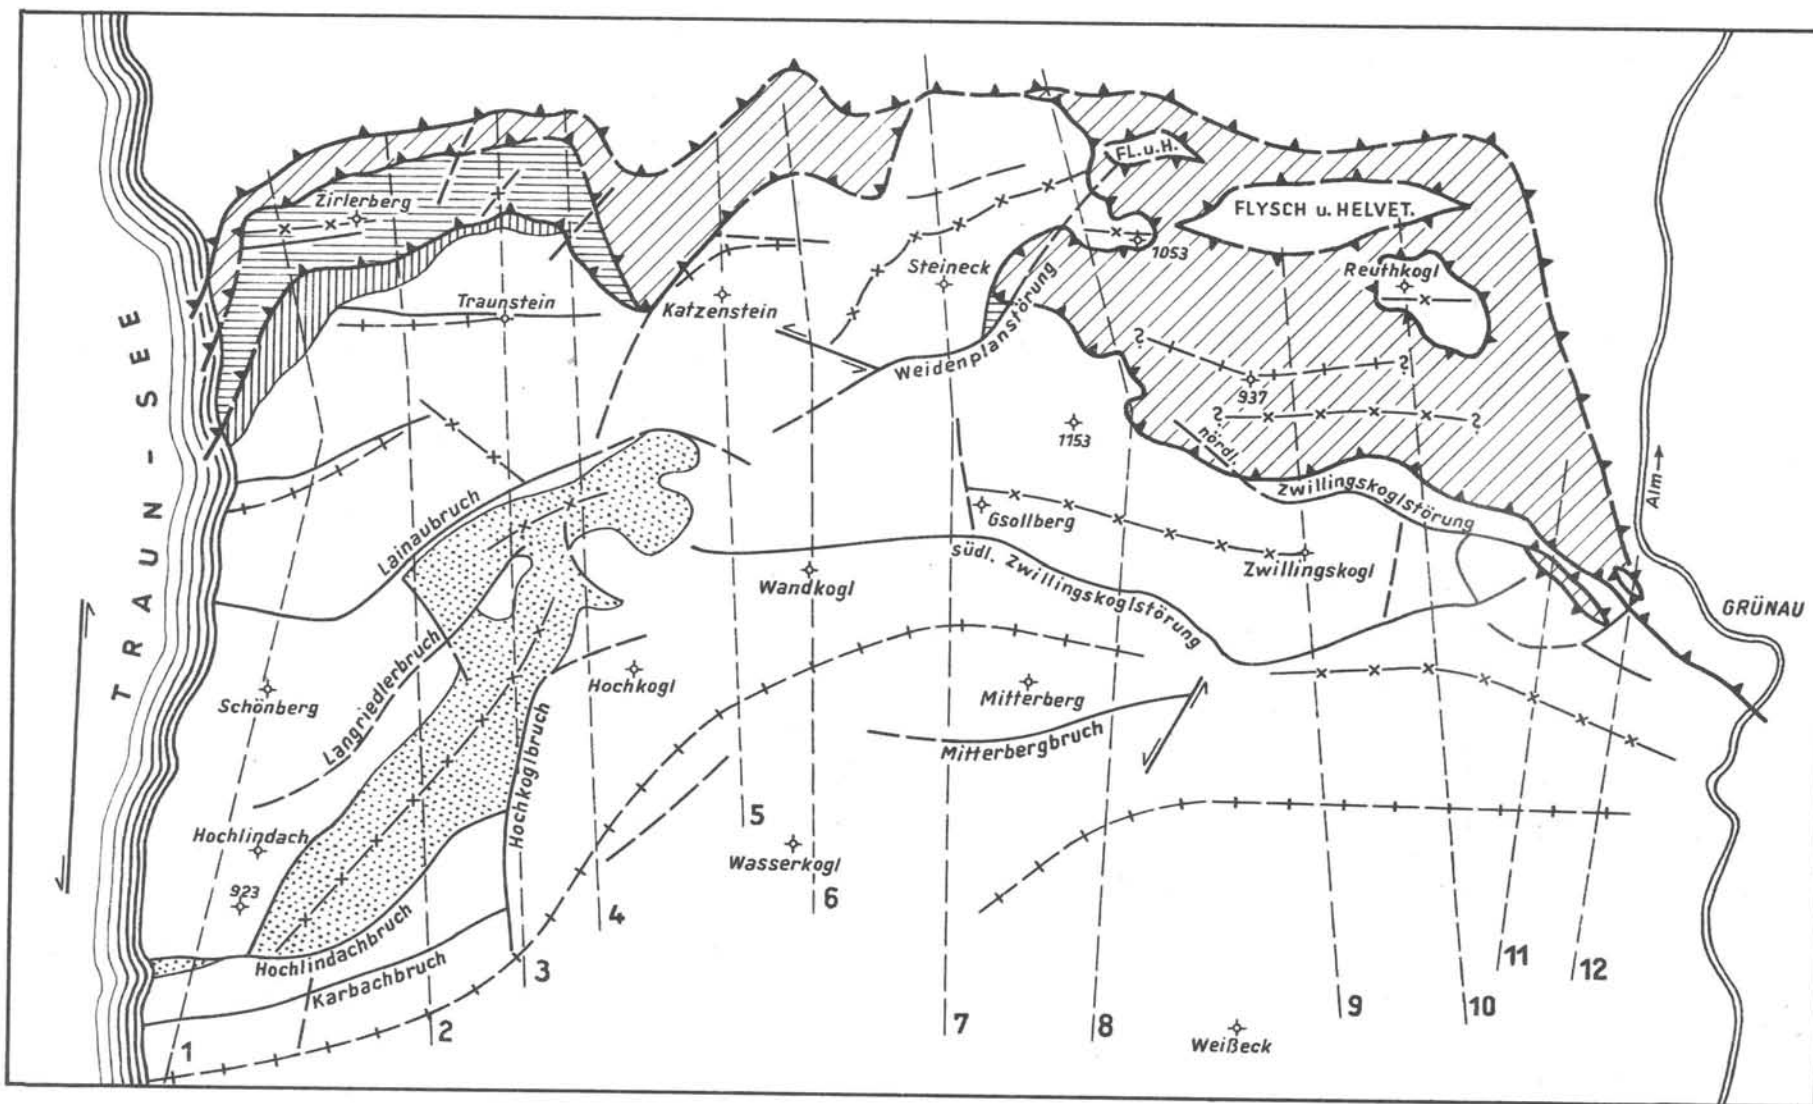 TRAUN-SEE
Zirlerberg
Traunstein
Katzenstein
Steineck
FL.u.H.
FLYSCH u. HELVET.
1053
Reuthkogl
Weidenplanstörung
?
?
937
?
?
1153
nördl.
Zwillingskoglstörung
Alm
Lainaubruch
Gsollberg
Zwillingskogl
südl. Zwillingskoglstörung
Wandkogl
GRÜNAU
Schönberg
Langriedlerbruch
Hochkogl
Mitterberg
Mitterbergbruch
Hochkoglbruch
Hochlindach
923
Wasserkogl
Hochlindachbruch
Karbachbruch
Weißeck
1
2
3
4
5
6
7
8
9
10
11
12